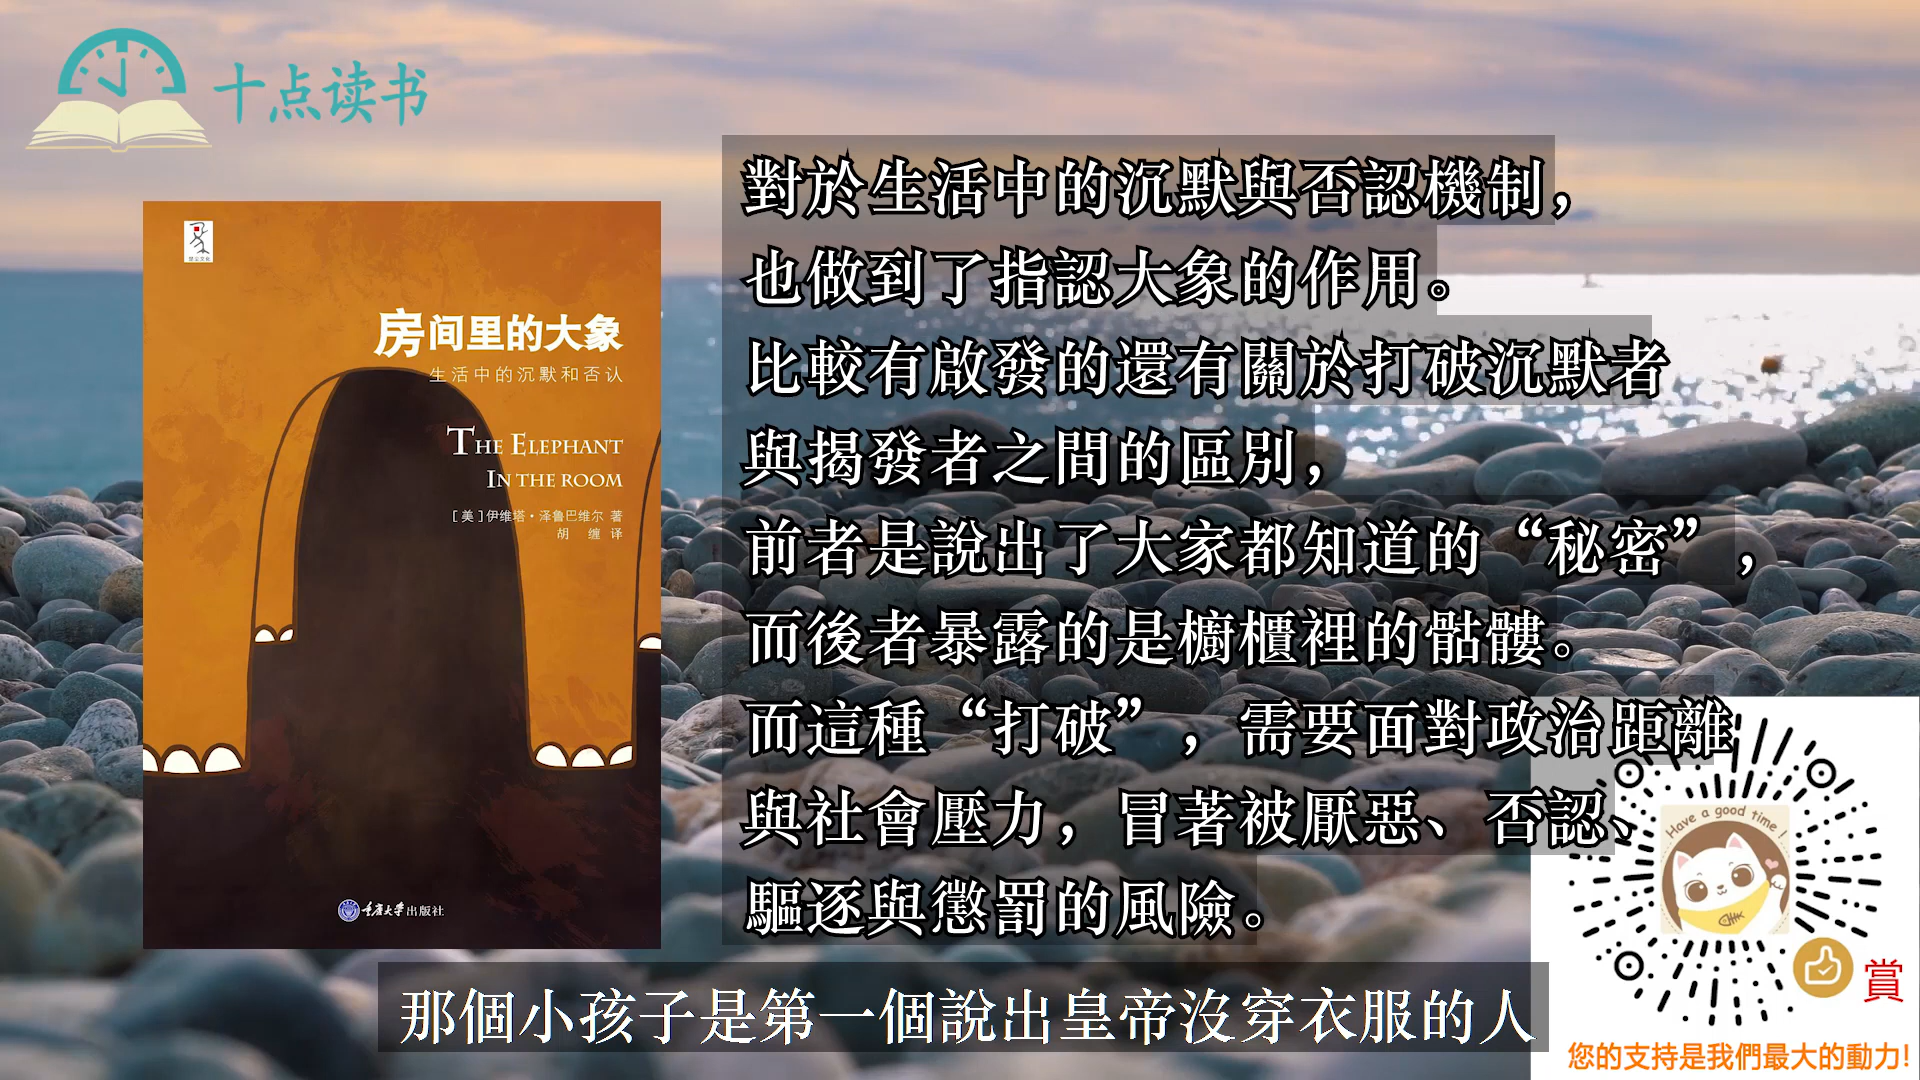 十点读书
對於生活中的沉默與否認機制，
也做到了指認大象的作用。
比較有啟發的還有關於打破沉默者
與揭發者之間的區別，
前者是說出了大家都知道的“秘密”，
而後者暴露的是櫥櫃裡的骷髏。
而這種“打破”，需要面對政治距離
與社會壓力，冒著被厭惡、否認、
驅逐與懲罰的風險。
房间里的大象
生活中的沉默和否认
THE ELEPHANT
IN THE ROOM
[美]伊维塔·泽鲁巴维尔 著
胡 缠 译
重庆大学出版社
Have a good time!
賞
那個小孩子是第一個說出皇帝沒穿衣服的人
您的支持是我們最大的動力!